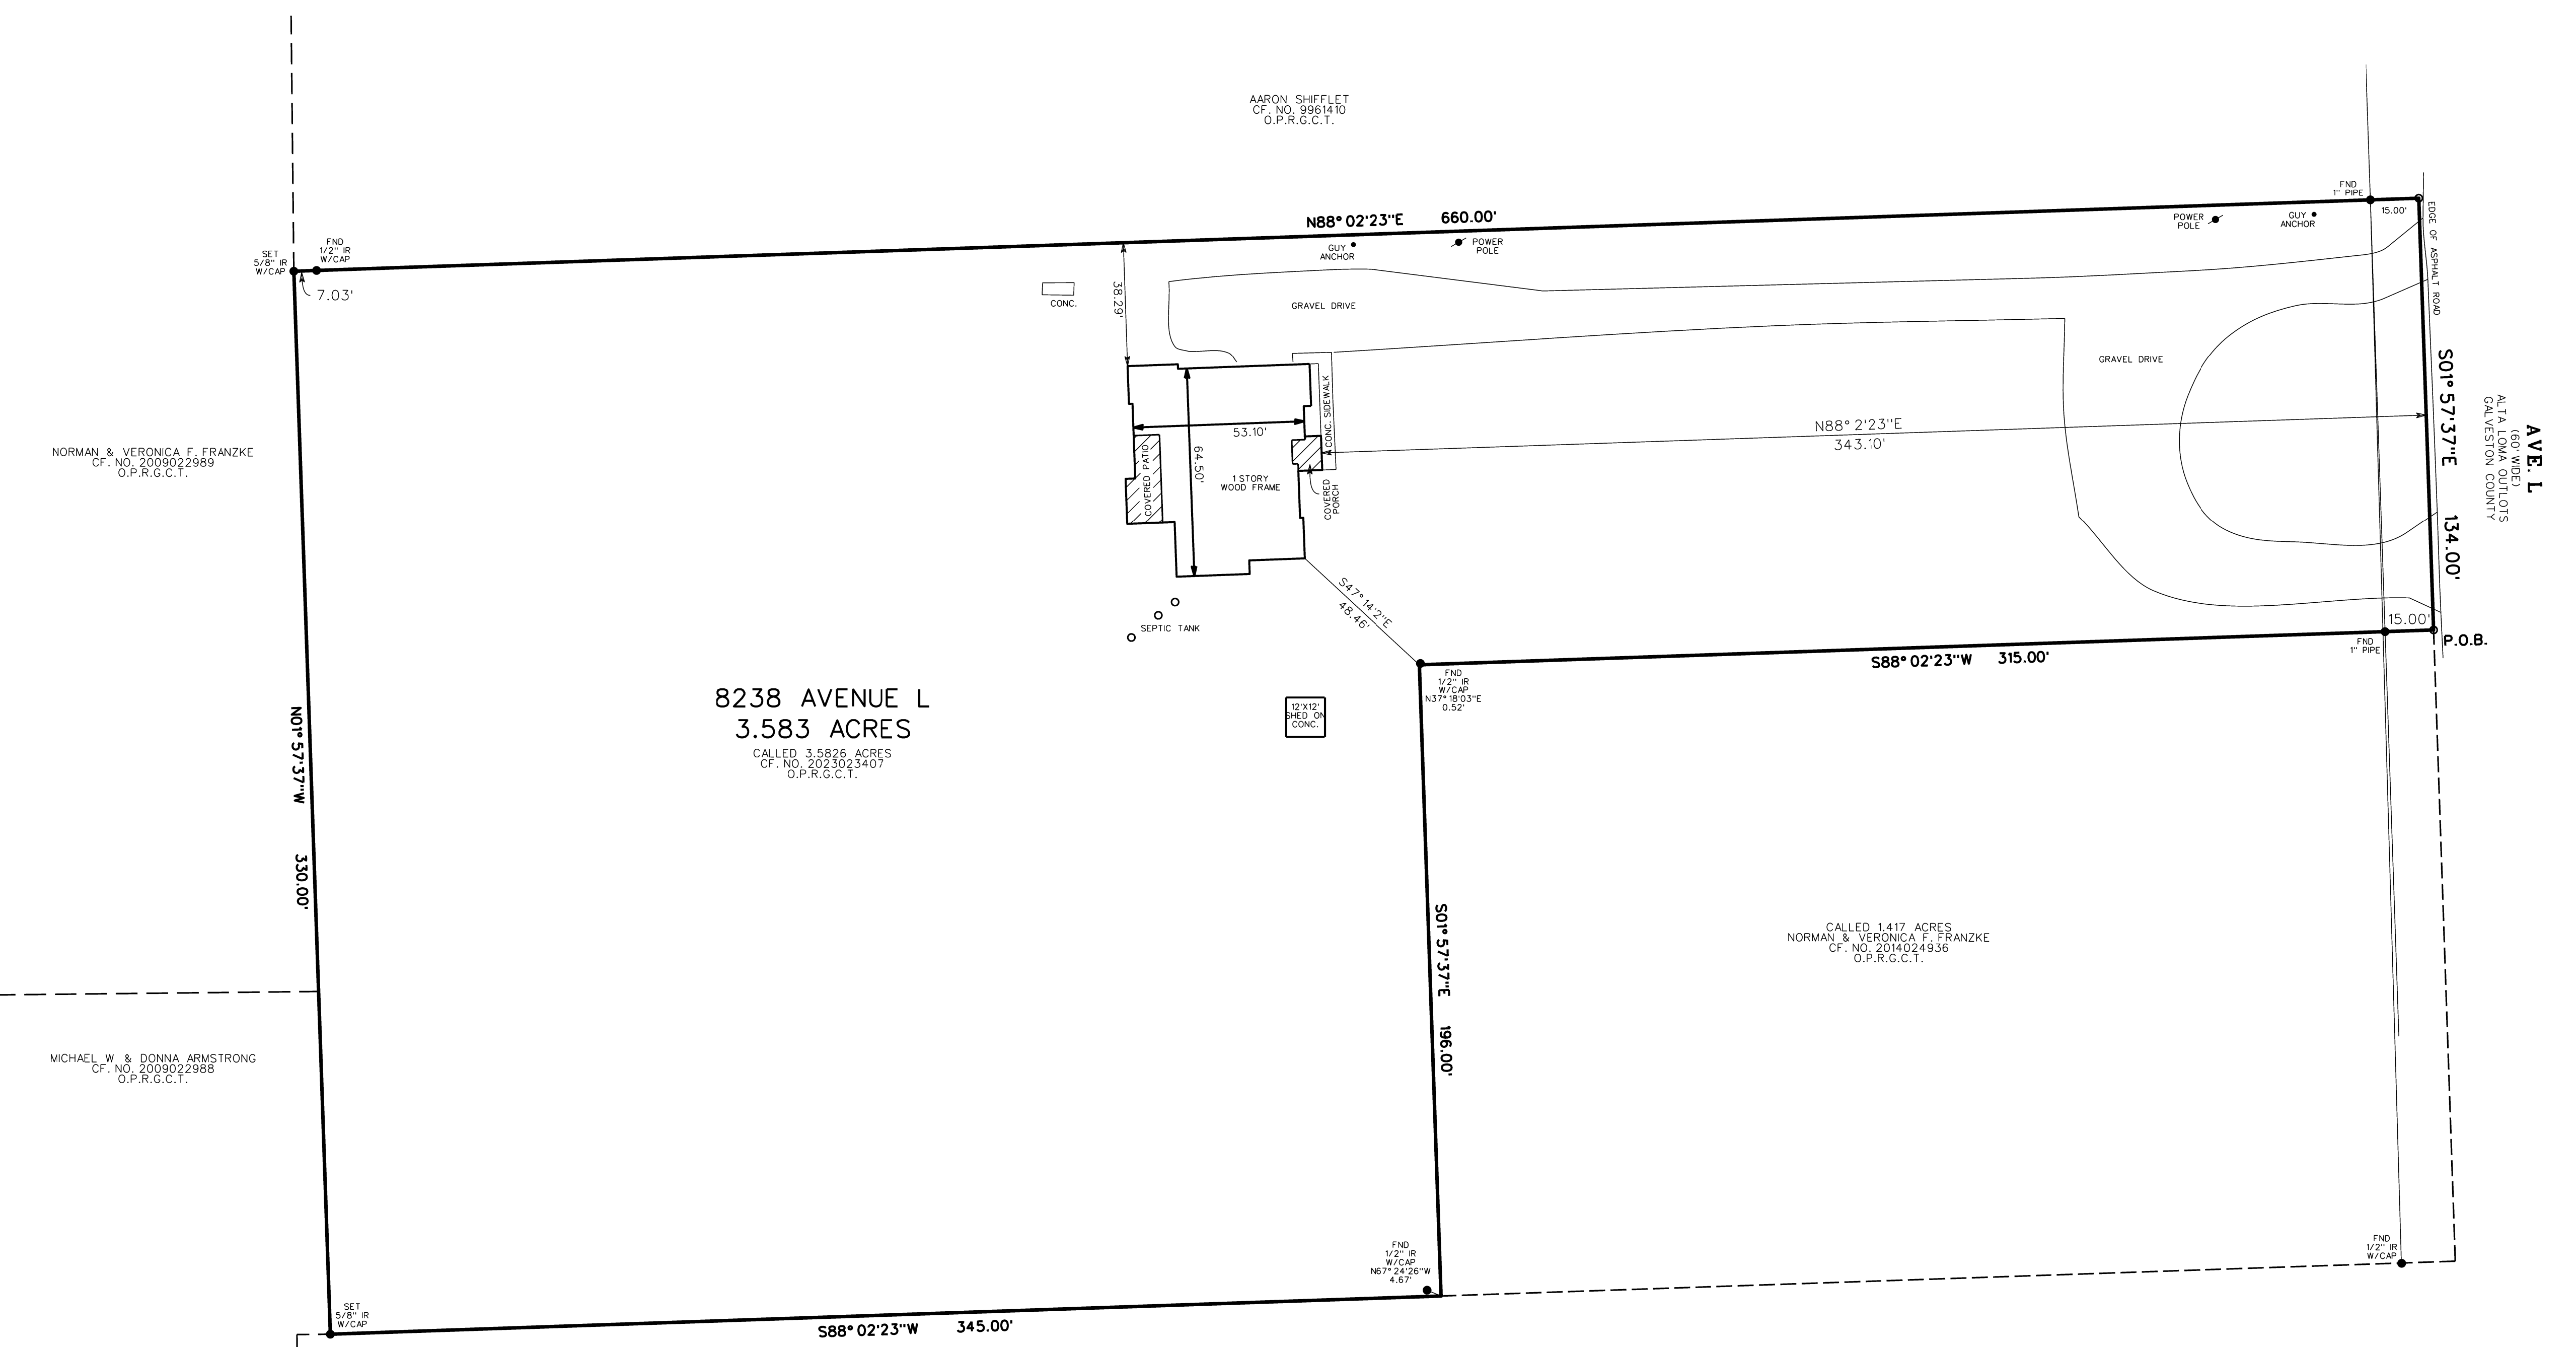 AARON SHIFFLET
CF. NO. 9961410
O.P.R.G.C.T.
FND
1" PIPE
15.00'
N88° 02'23"E 660.00'
POWER
POLE
GUY
ANCHOR
GUY
ANCHOR
POWER
POLE
EDGE OF ASPHALT ROAD
SET
5/8" IR
W/CAP
FND
1/2" IR
W/CAP
7.03'
CONC.
38.29'
GRAVEL DRIVE
GRAVEL DRIVE
S01° 57'37"E 134.00'
AVE. L
(60' WIDE)
ALTA LOMA OUTLOTS
GALVESTON COUNTY
CONC. SIDEWALK
53.10'
64.50'
N88° 2'23"E
343.10'
COVERED PATIO
1 STORY
WOOD FRAME
COVERED
PORCH
NORMAN & VERONICA F. FRANZKE
CF. NO. 2009022989
O.P.R.G.C.T.
S47° 14'2"E
48.46'
SEPTIC TANK
15.00'
P.O.B.
FND
1" PIPE
S88° 02'23"W 315.00'
FND
1/2" IR
W/CAP
N37° 18'03"E
0.52'
12'X12'
SHED ON
CONC.
8238 AVENUE L
3.583 ACRES
CALLED 3.5826 ACRES
CF. NO. 2023023407
O.P.R.G.C.T.
N01° 57'37"W 330.00'
S01° 57'37"E 196.00'
CALLED 1.417 ACRES
NORMAN & VERONICA F. FRANZKE
CF. NO. 2014024936
O.P.R.G.C.T.
MICHAEL W & DONNA ARMSTRONG
CF. NO. 2009022988
O.P.R.G.C.T.
FND
1/2" IR
W/CAP
N67° 24'26"W
4.67'
FND
1/2" IR
W/CAP
SET
5/8" IR
W/CAP
S88° 02'23"W 345.00'